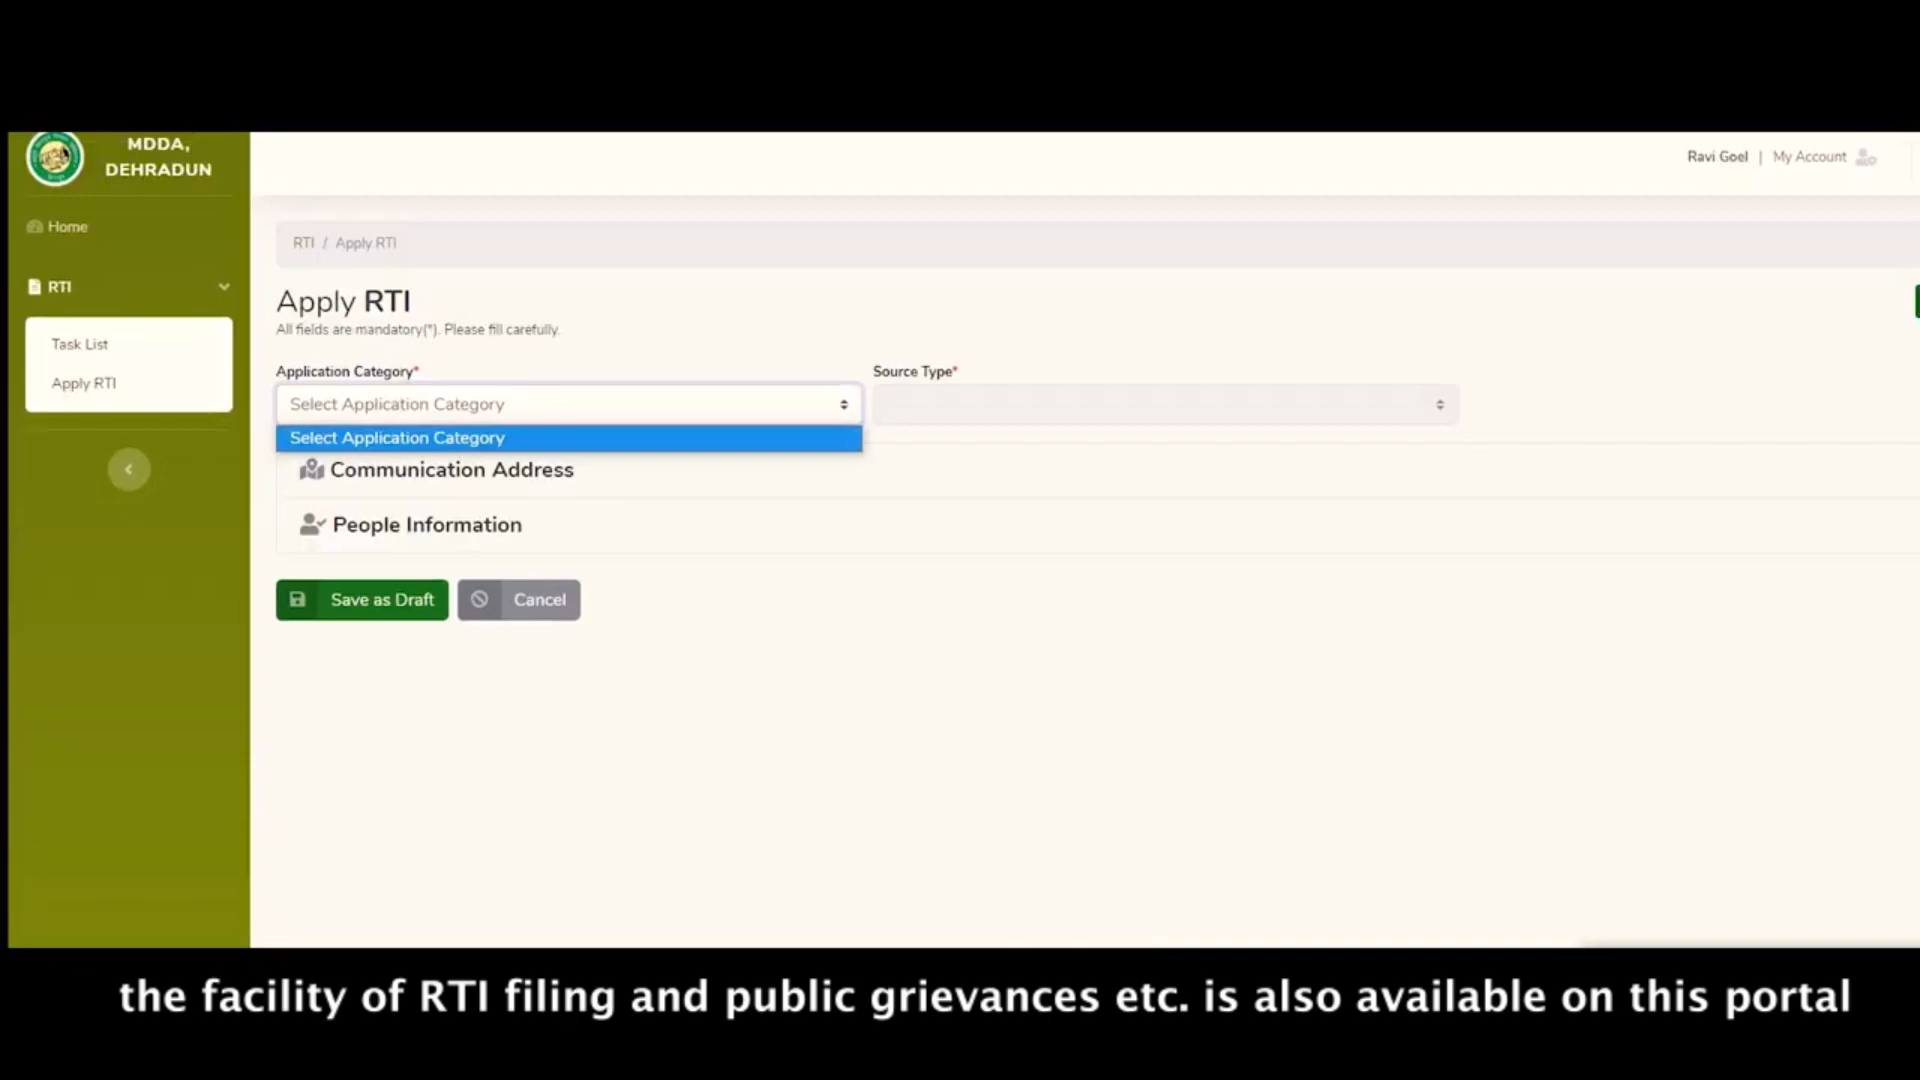 MDDA,
DEHRADUN
Ravi Goel | My Account
Home
RTI / Apply RTI
RTI
Apply RTI
All fields are mandatory(*). Please fill carefully.
Task List
Apply RTI
Application Category*
Source Type*
Select Application Category
Select Application Category
Communication Address
People Information
Save as Draft
Cancel
the facility of RTI filing and public grievances etc. is also available on this portal